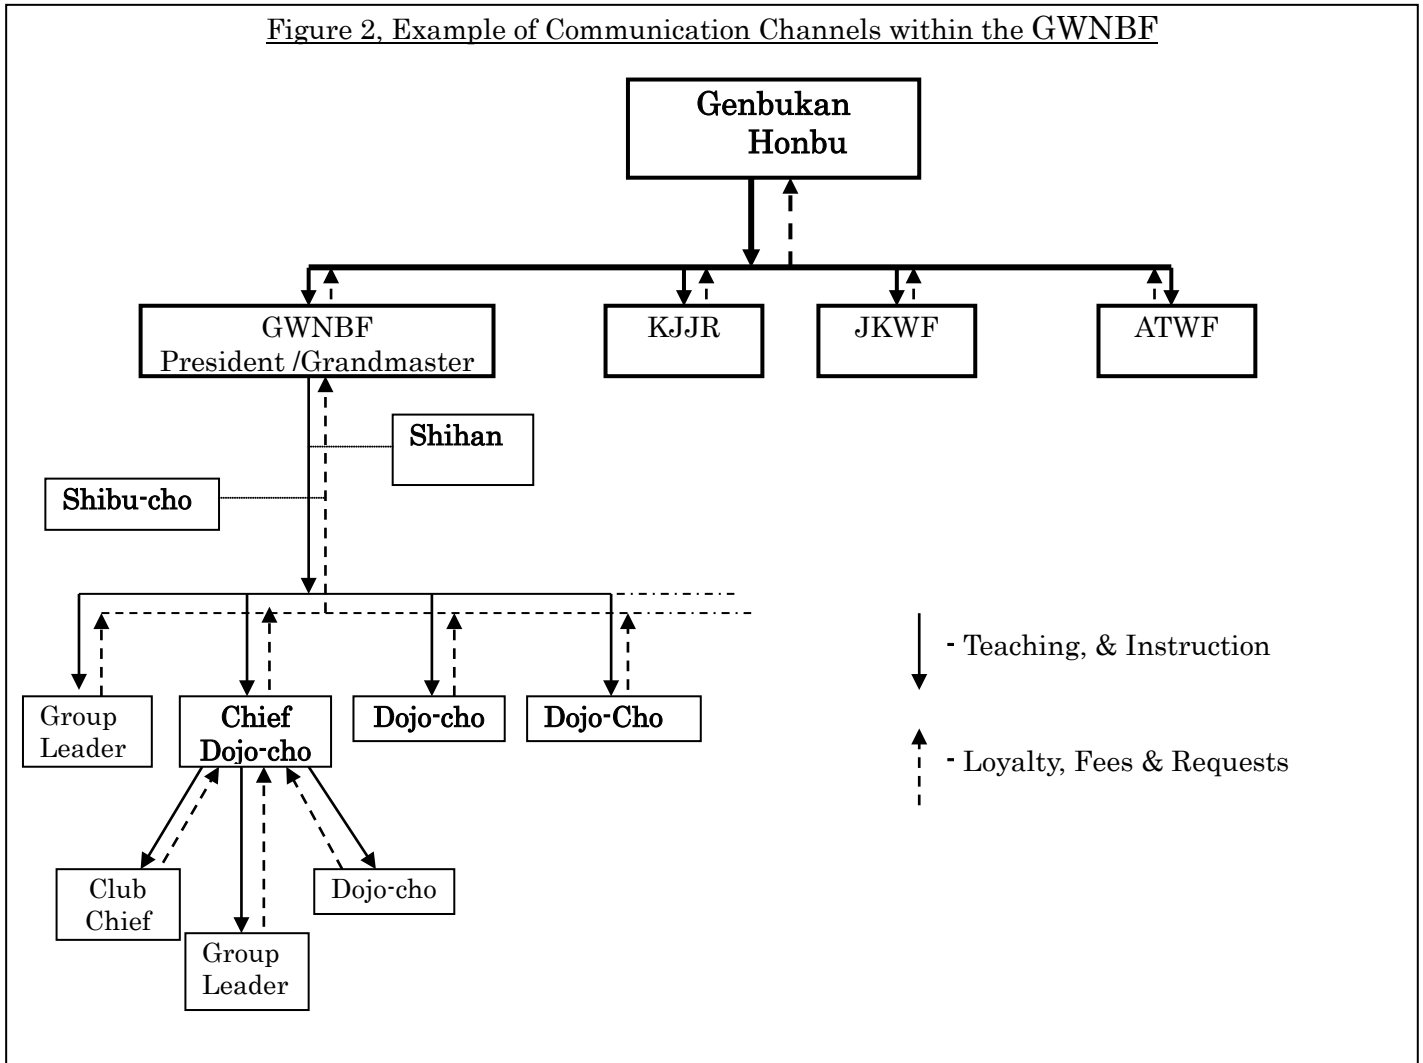 Figure 2, Example of Communication Channels within the GWNBF
Genbukan
Honbu
GWNBF
President /Grandmaster
KJJR
JKWF
ATWF
Shihan
Shibu-cho
- Teaching, & Instruction
Group
Leader
Chief
Dojo-cho
Dojo-cho
Dojo-Cho
- Loyalty, Fees & Requests
Club
Chief
Dojo-cho
Group
Leader